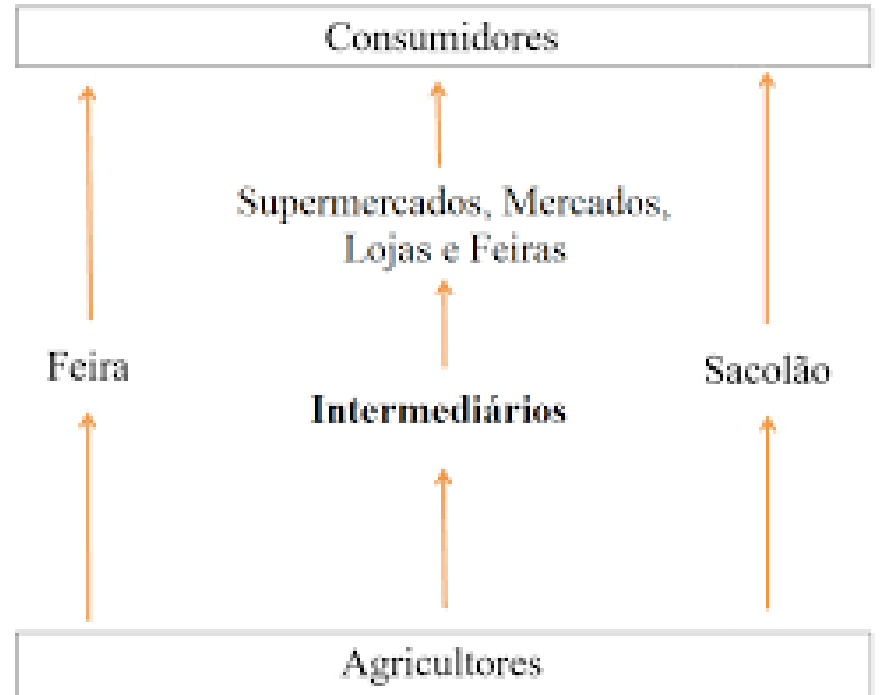 Consumidores
Supermercados, Mercados,
Lojas e Feiras
Feira
Intermediários
Sacolão
Agricultores